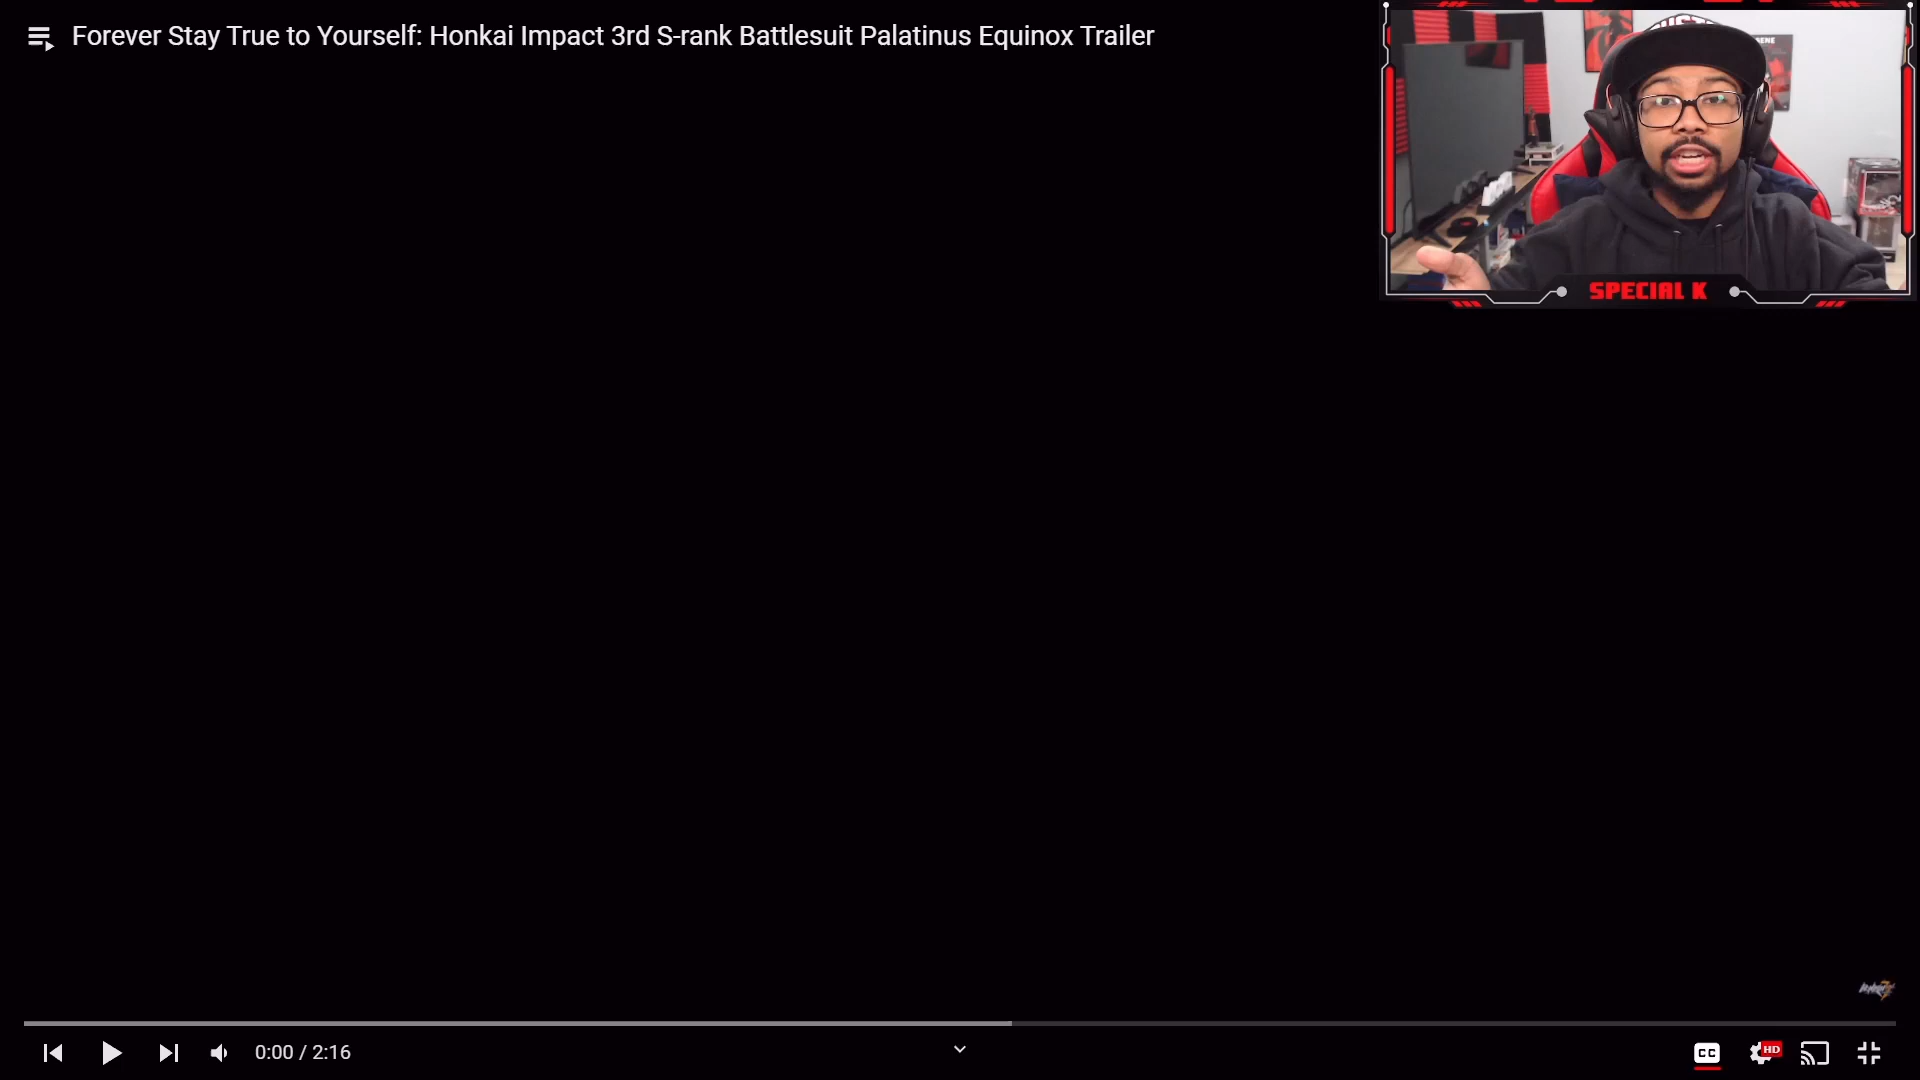 Forever Stay True to Yourself: Honkai Impact 3rd S-rank Battlesuit Palatinus Equinox Trailer
SPECIAL K
0:00 / 2:16
CC
HD